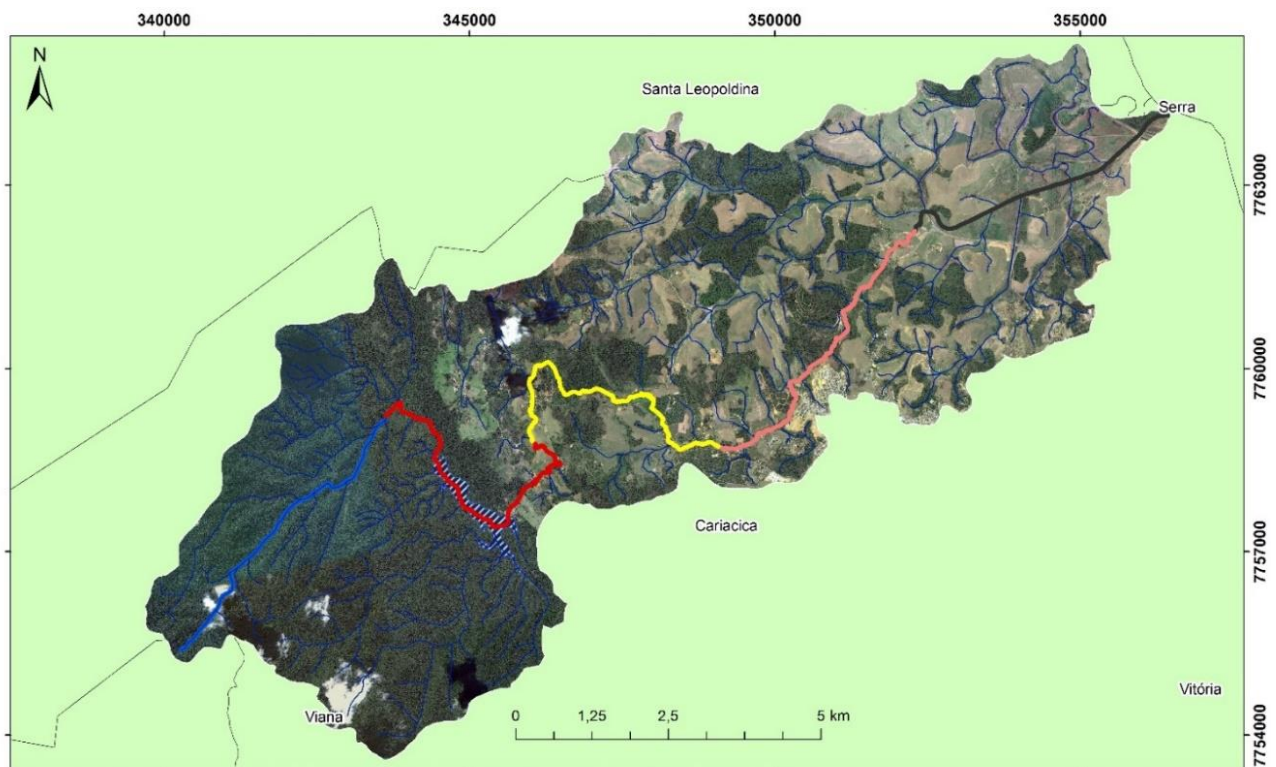 340000 345000 350000 355000
N
Santa Leopoldina
Serra
7763000
7760000
Cariacica
7757000
Vitória
Viana
0 1,25 2,5 5 km
7754000